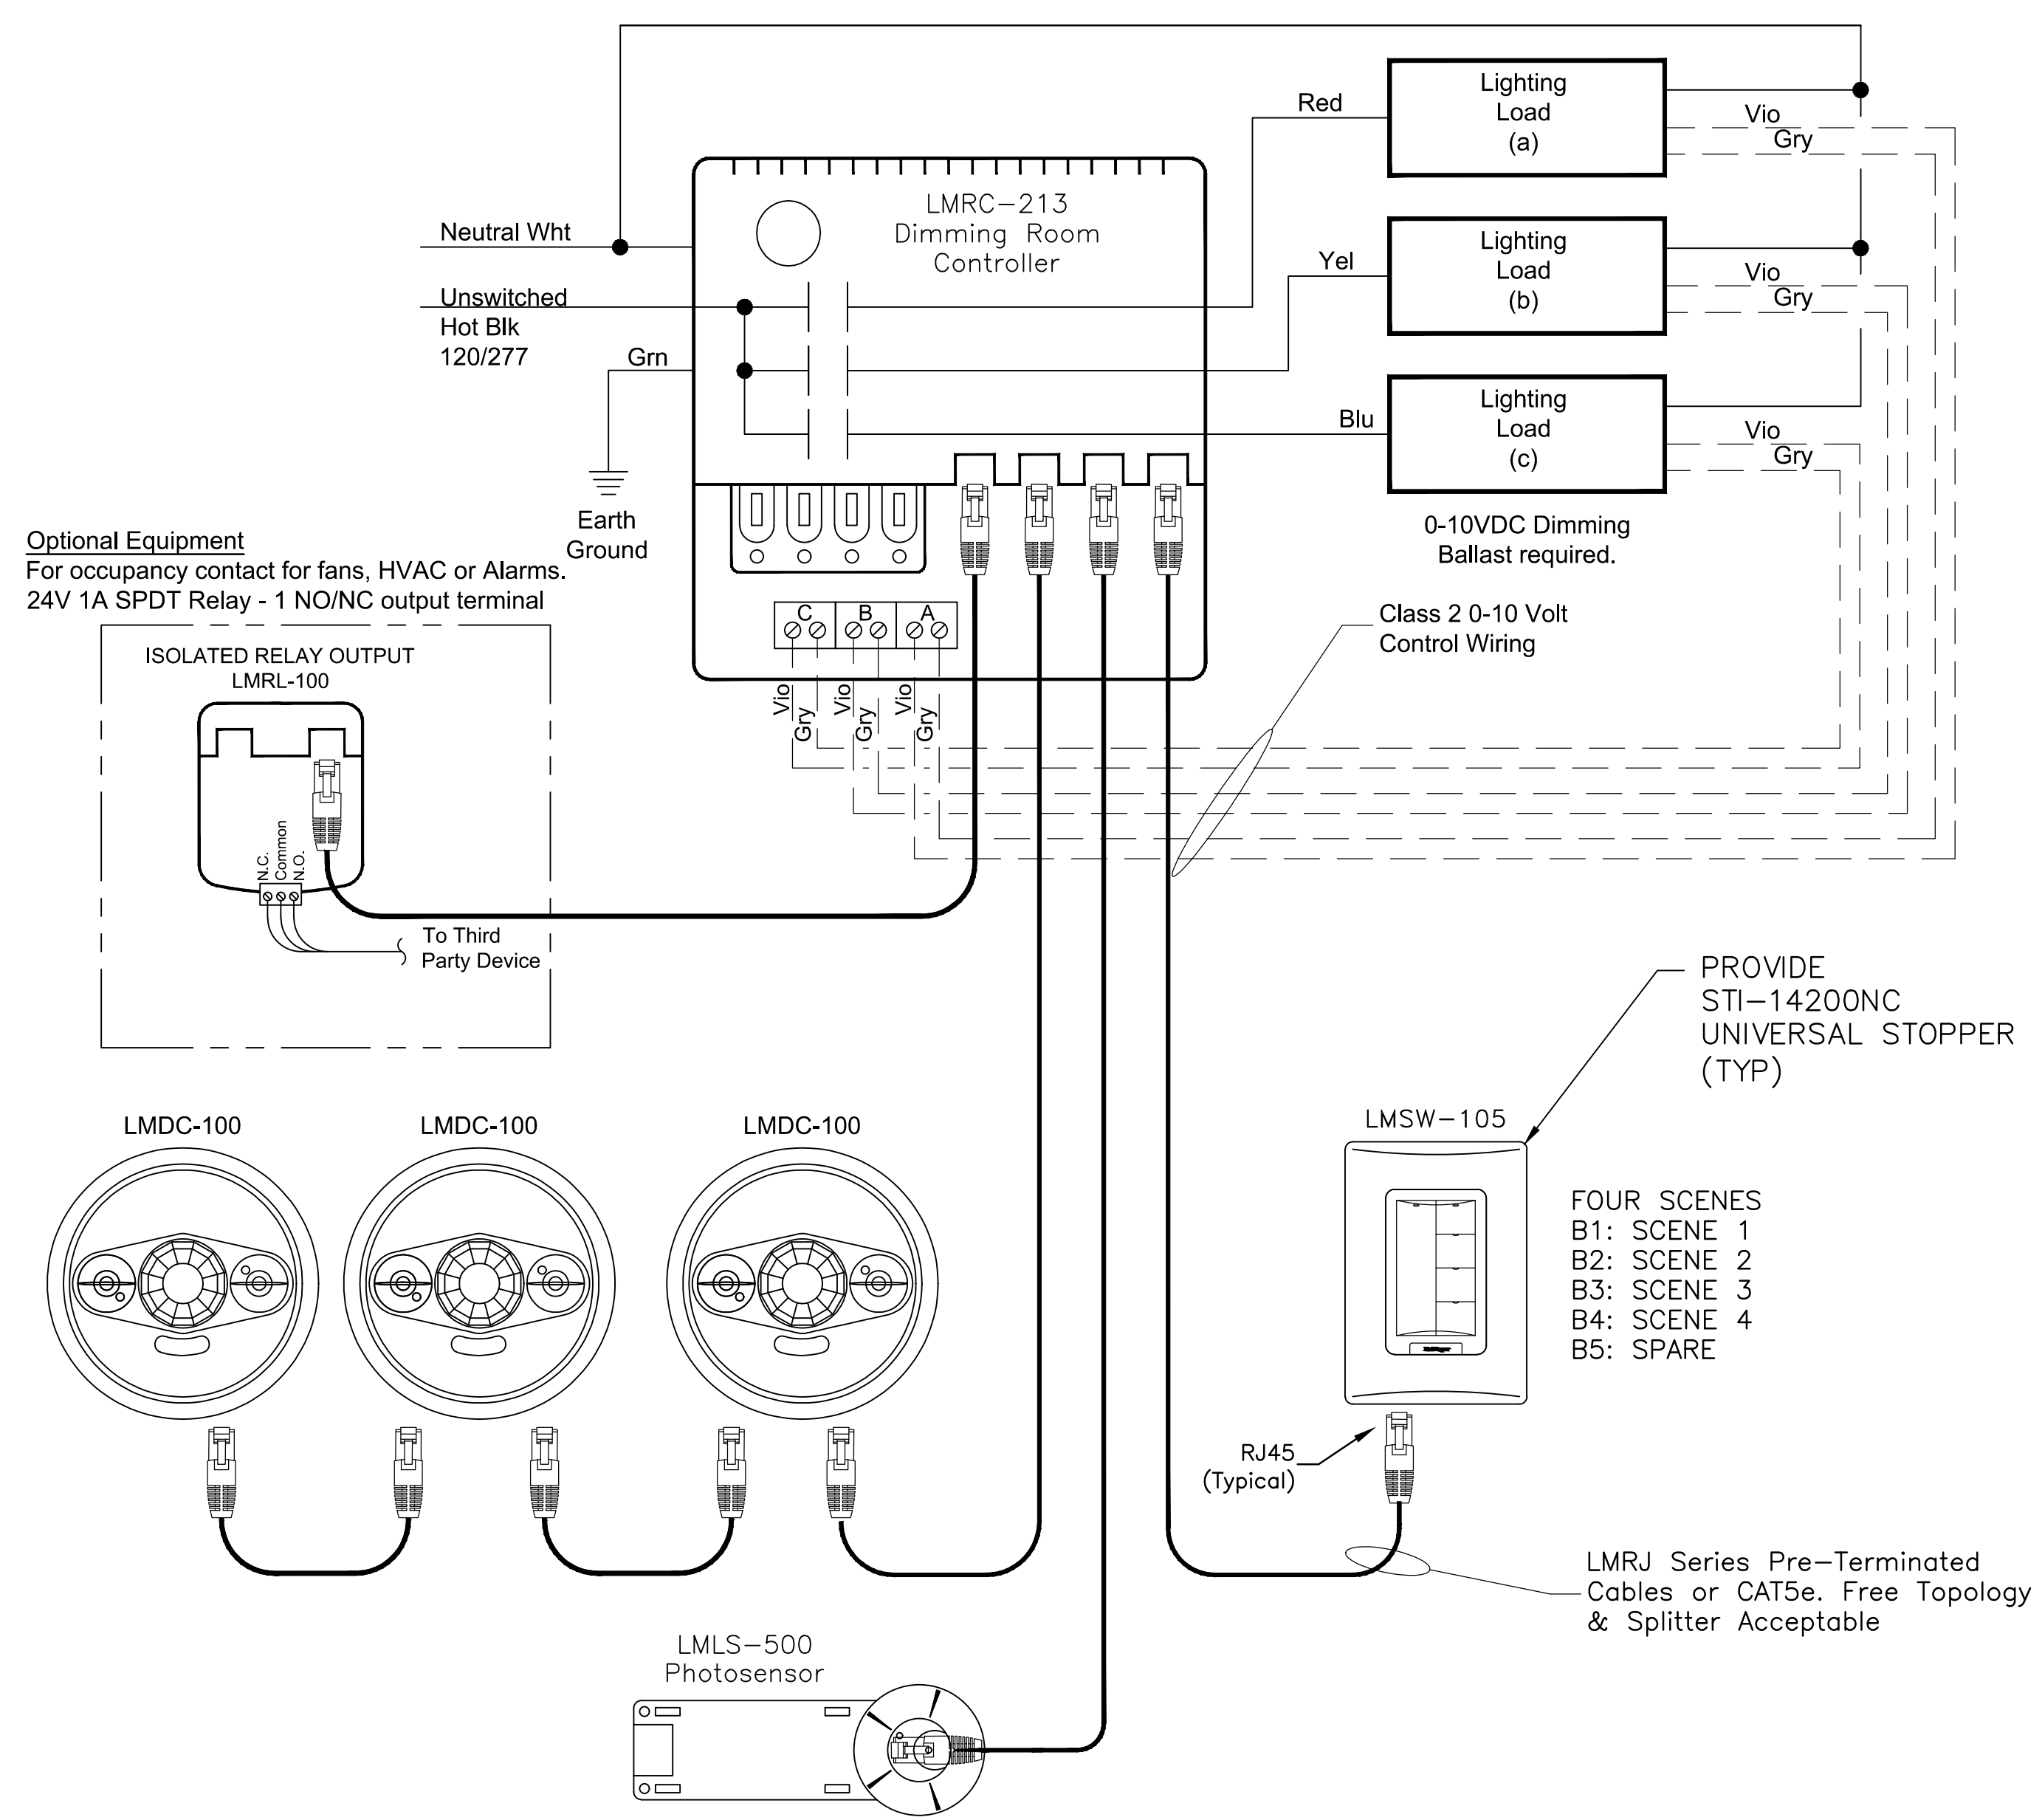 Red
Lighting
Load
(a)
Vio
Gry
LMRC-213
Dimming Room
Controller
Neutral Wht
Yel
Lighting
Load
(b)
Vio
Gry
Unswitched
Hot Blk
120/277
Grn
Blu
Lighting
Load
(c)
Vio
Gry
Earth
Ground
0-10VDC Dimming
Ballast required.
Optional Equipment
For occupancy contact for fans, HVAC or Alarms.
24V 1A SPDT Relay - 1 NO/NC output terminal
C B A
Class 2 0-10 Volt
Control Wiring
ISOLATED RELAY OUTPUT
LMRL-100
Vio
Gry
Vio
Gry
Vio
Gry
N.C.
Common
N.O.
To Third
Party Device
PROVIDE
STI-14200NC
UNIVERSAL STOPPER
(TYP)
LMDC-100
LMDC-100
LMDC-100
LMSW-105
FOUR SCENES
B1: SCENE 1
B2: SCENE 2
B3: SCENE 3
B4: SCENE 4
B5: SPARE
RJ45
(Typical)
LMRJ Series Pre-Terminated
Cables or CAT5e. Free Topology
& Splitter Acceptable
LMLS-500
Photosensor